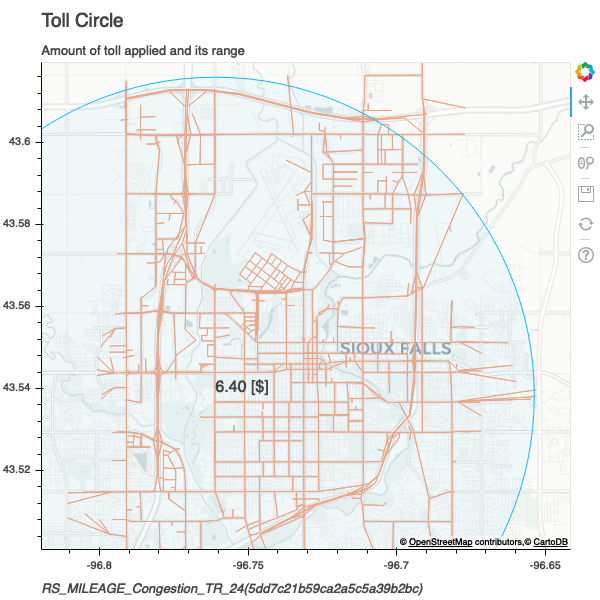 Toll Circle
Amount of toll applied and its range
43.6
43.58
43.56
SIOUX FALLS
43.54
6.40 [$]
43.52
© OpenStreetMap contributors,© CartoDB
-96.8
-96.75
-96.7
-96.65
RS_MILEAGE_Congestion_TR_24(5dd7c21b59ca2a5c5a39b2bc)